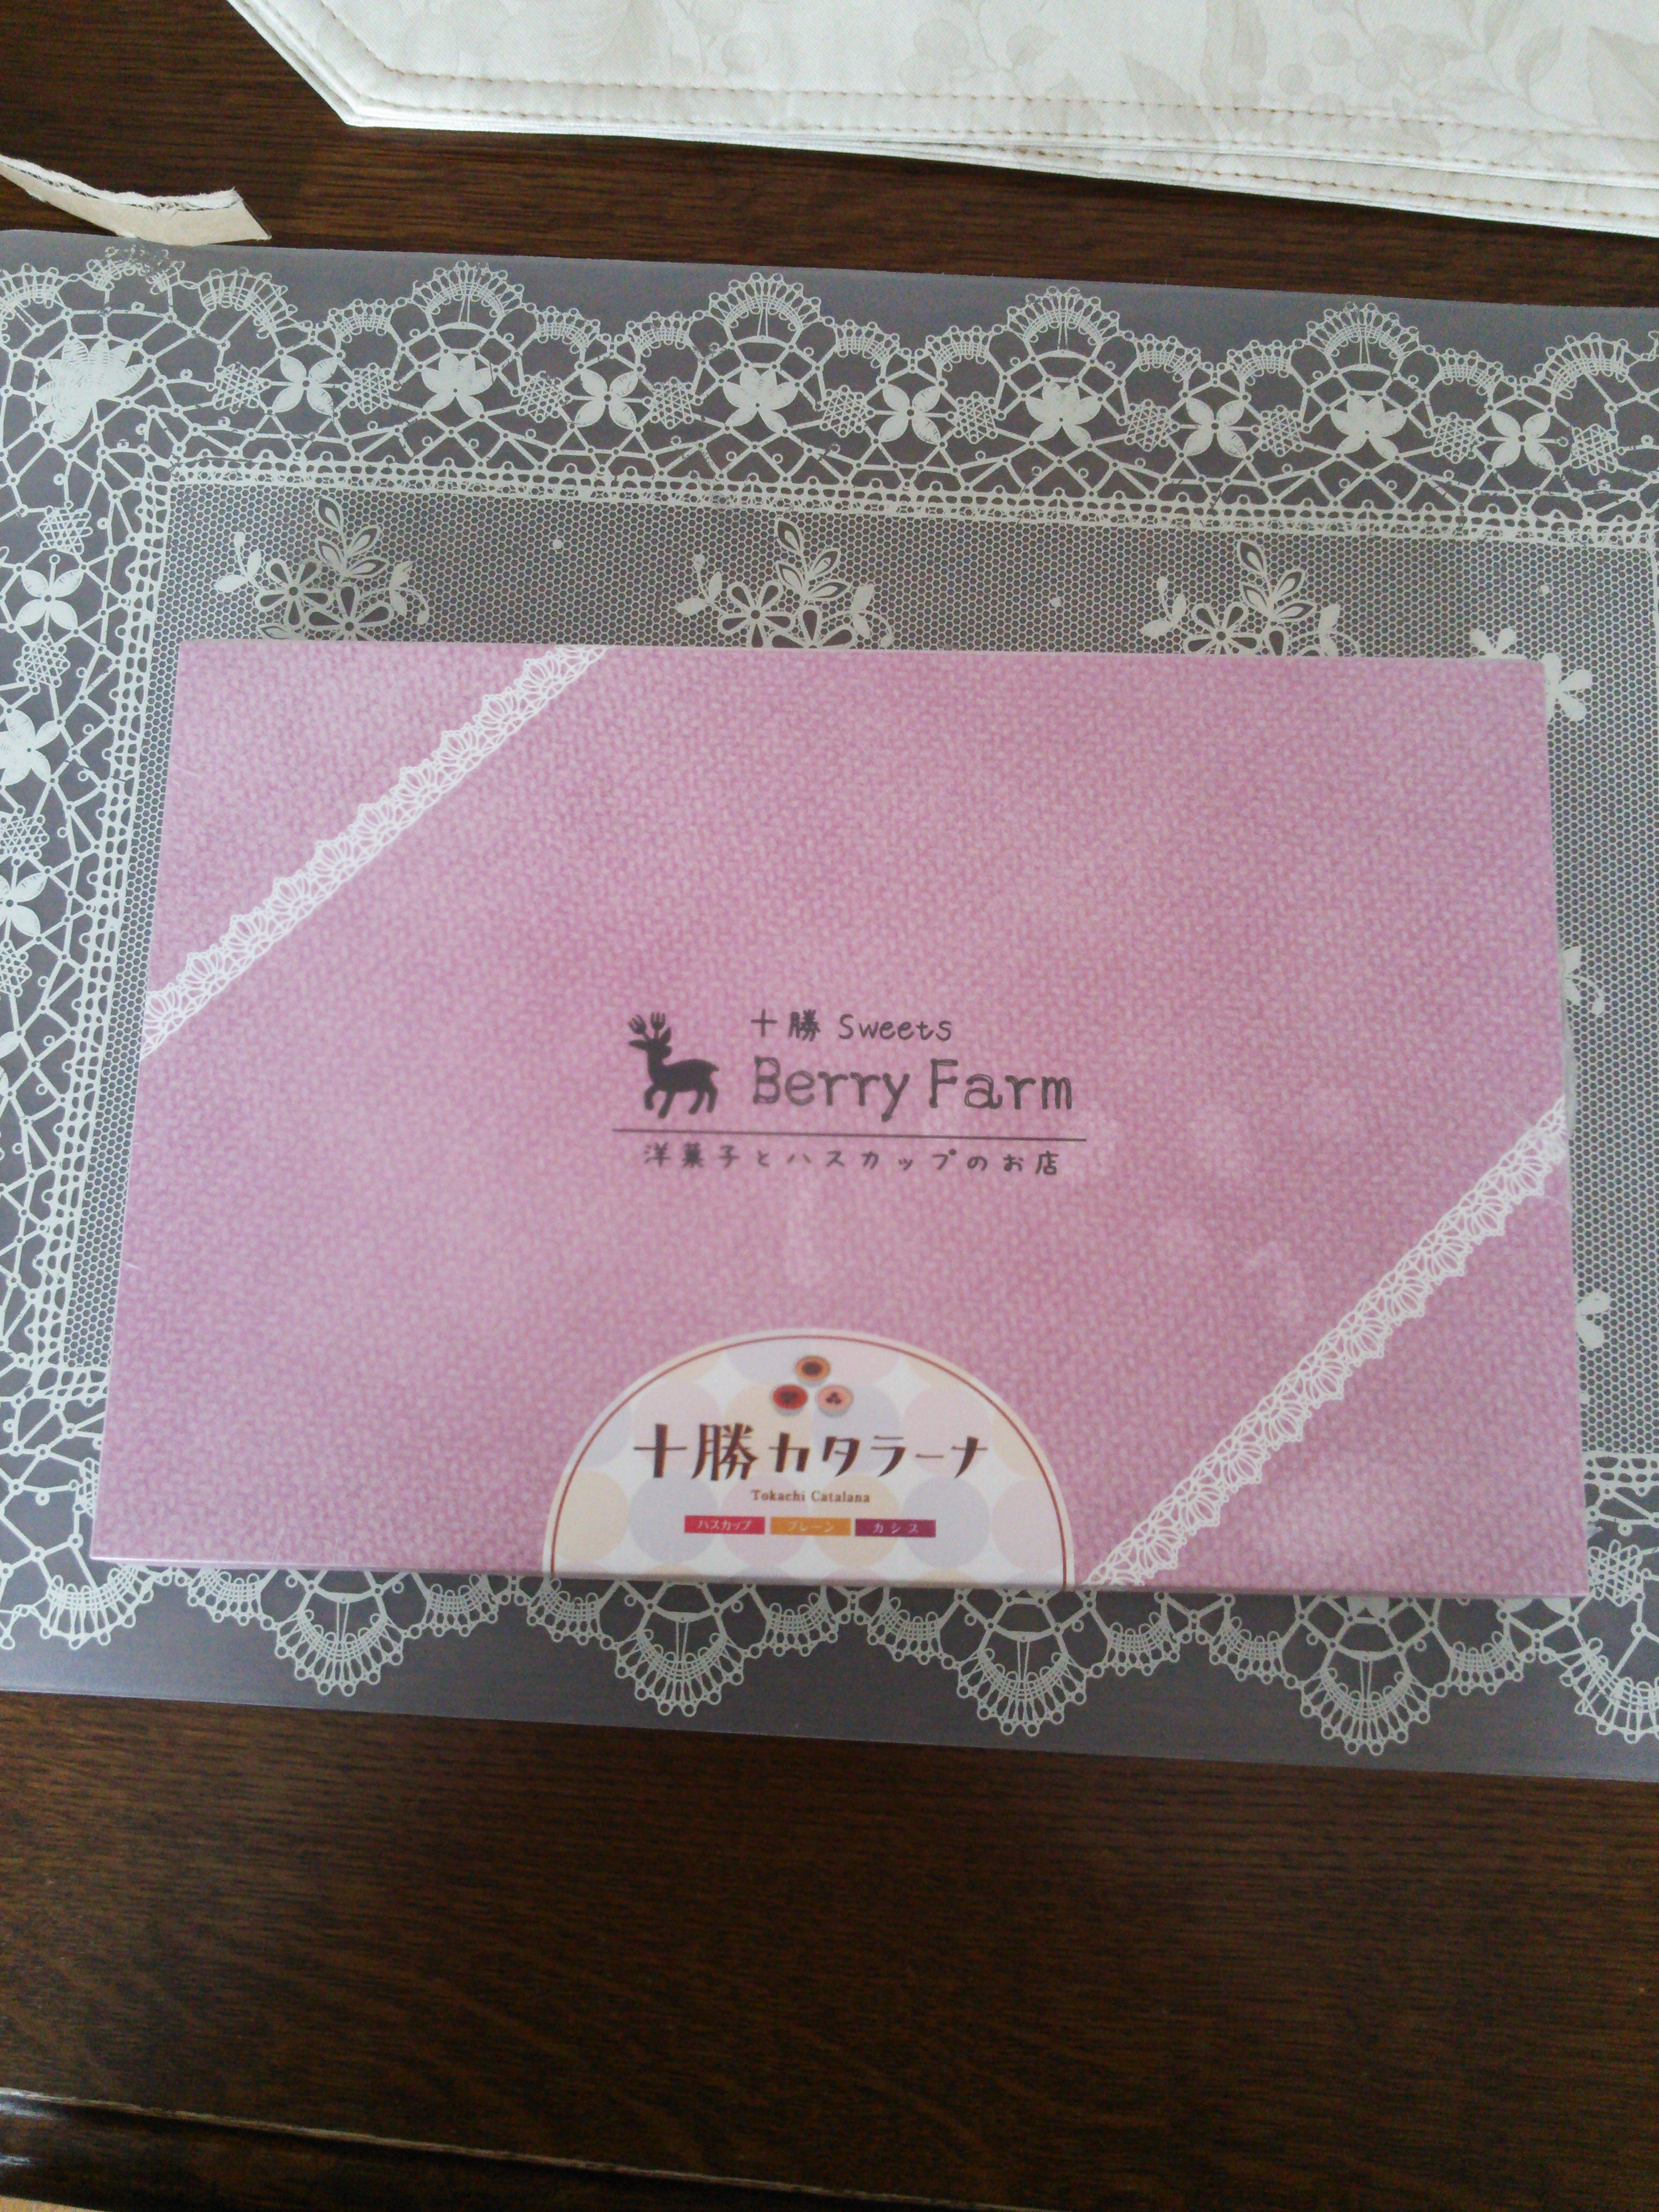 十勝 Sweets
Berry Farm
洋菓子とハスカップのお店
十勝カタラーナ
Tokachi Catalana
ハスカップ プレーン カシス